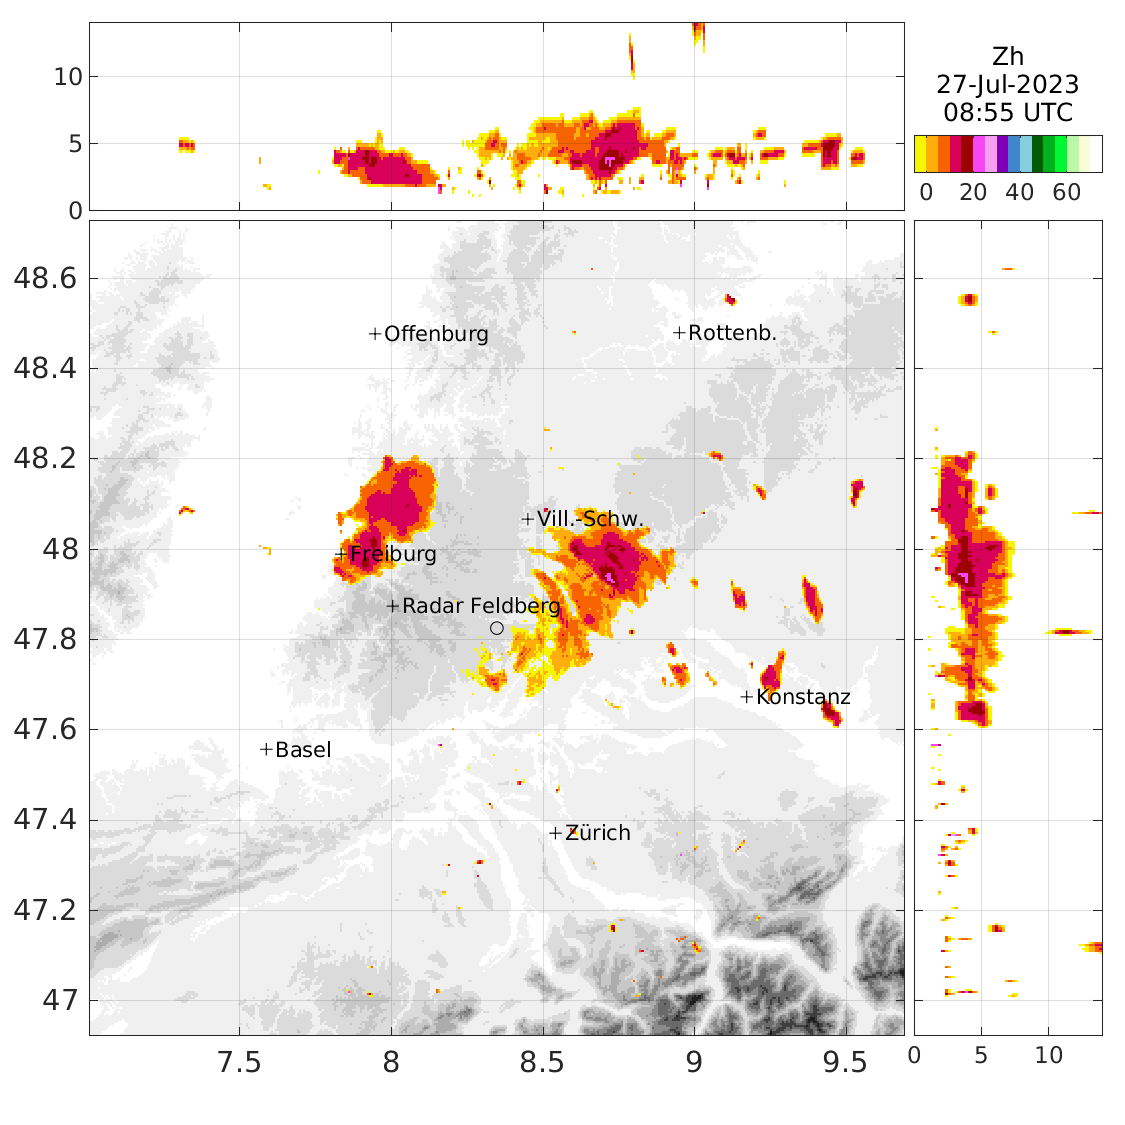 10
5
0
Zh
27-Jul-2023
08:55 UTC
0 20 40 60
48.6
48.4
48.2
48
47.8
47.6
47.4
47.2
47
Offenburg
Rottenb.
Vill.-Schw.
Freiburg
Radar Feldberg
Konstanz
Basel
Zürich
7.5 8 8.5 9 9.5
0 5 10